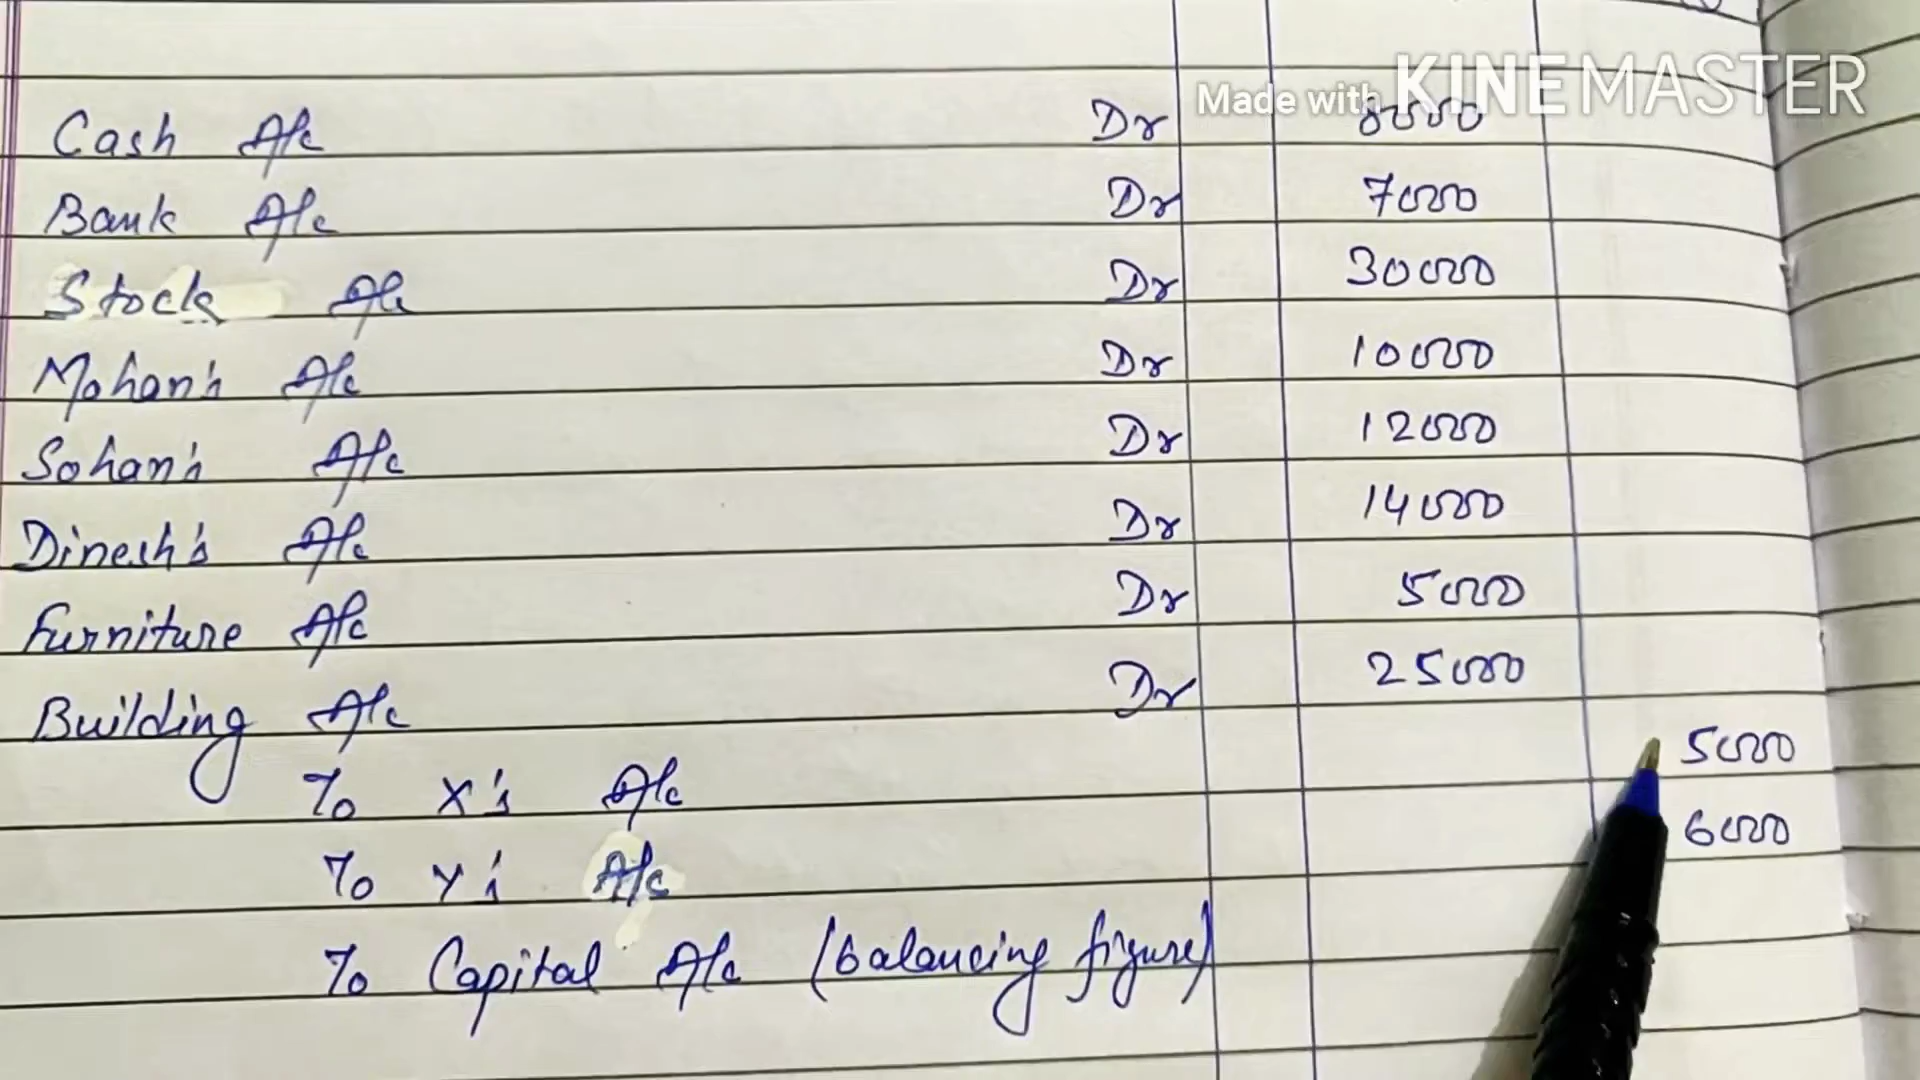 Made with KINEMASTER
Cash A/c Dr 8000
Bank A/c Dr 7000
Stock A/c Dr 30000
Mohan's A/c Dr 10000
Sohan's A/c Dr 12000
Dinesh's A/c Dr 14000
Furniture A/c Dr 5000
Building A/c Dr 25000
To X's A/c 5000
To Y's A/c 6000
To Capital A/c (balancing figure)